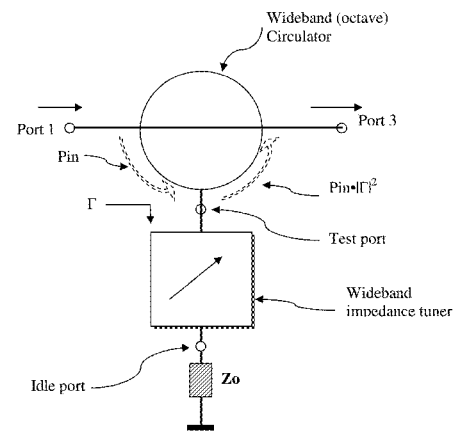 Wideband (octave)
Circulator
Port 1
Port 3
Pin
Pin•|Γ|²
Γ
Test port
Wideband
impedance tuner
Idle port
Zo